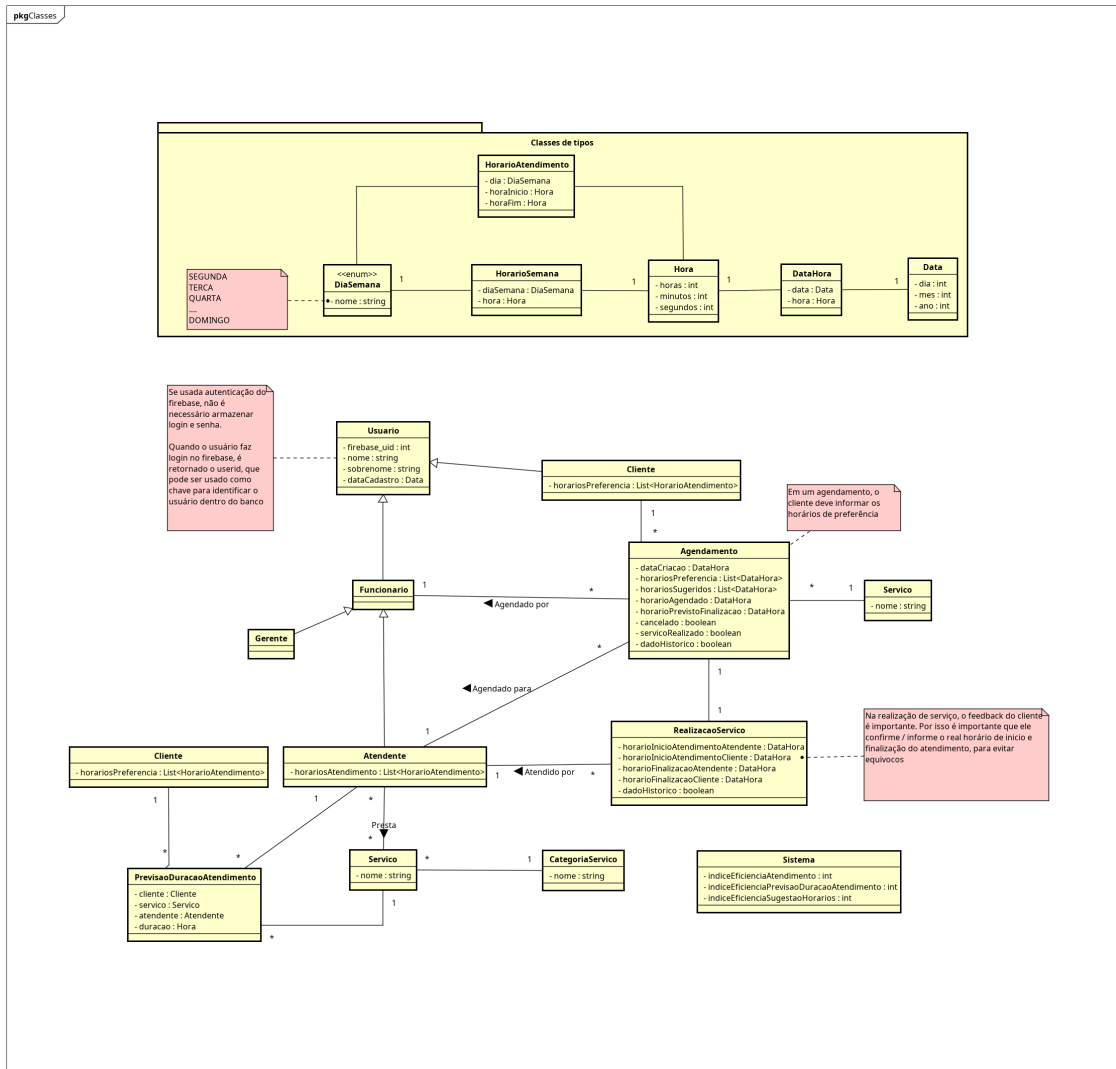 pkgClasses
Classes de tipos
HorarioAtendimento
- dia : DiaSemana
- horaInicio : Hora
- horaFim : Hora
SEGUNDA
TERCA
QUARTA
....
DOMINGO
<<enum>>
DiaSemana
- nome : string
1
HorarioSemana
- diaSemana : DiaSemana
- hora : Hora
1
Hora
- horas : int
- minutos : int
- segundos : int
1
DataHora
- data : Data
- hora : Hora
1
Data
- dia : int
- mes : int
- ano : int
Se usada autenticação do
firebase, não é
necessário armazenar
login e senha.
Quando o usuário faz
login no firebase, é
retornado o userid, que
pode ser usado como
chave para identificar o
usuário dentro do banco
Usuario
- firebase_uid : int
- nome : string
- sobrenome : string
- dataCadastro : Data
Cliente
- horariosPreferencia : List<HorarioAtendimento>
1
*
Em um agendamento, o
cliente deve informar os
horários de preferência
Agendamento
- dataCriacao : DataHora
- horariosPreferencia : List<DataHora>
- horariosSugeridos : List<DataHora>
- horarioAgendado : DataHora
- horarioPrevistoFinalizacao : DataHora
- cancelado : boolean
- servicoRealizado : boolean
- dadoHistorico : boolean
*
1
Servico
- nome : string
Funcionario
1
*
Agendado por
Gerente
*
Agendado para
1
1
1
RealizacaoServico
- horarioInicioAtendimentoAtendente : DataHora
- horarioInicioAtendimentoCliente : DataHora
- horarioFinalizacaoAtendente : DataHora
- horarioFinalizacaoCliente : DataHora
- dadoHistorico : boolean
Na realização de serviço, o feedback do cliente
é importante. Por isso é importante que ele
confirme / informe o real horário de inicio e
finalização do atendimento, para evitar
equivocos
Cliente
- horariosPreferencia : List<HorarioAtendimento>
Atendente
- horariosAtendimento : List<HorarioAtendimento>
1
Atendido por
*
1
1
*
Presta
*
*
*
Servico
- nome : string
*
1
CategoriaServico
- nome : string
Sistema
- indiceEficienciaAtendimento : int
- indiceEficienciaPrevisaoDuracaoAtendimento : int
- indiceEficienciaSugestaoHorarios : int
PrevisaoDuracaoAtendimento
- cliente : Cliente
- servico : Servico
- atendente : Atendente
- duracao : Hora
1
*